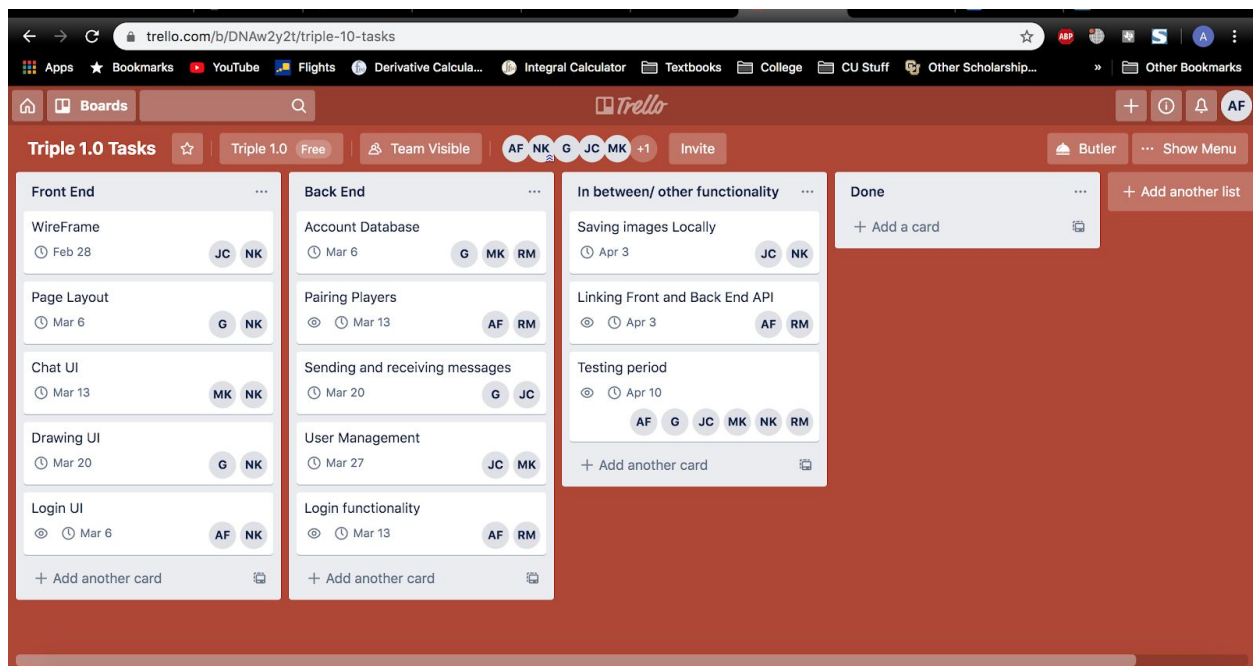 trello.com/b/DNAw2y2t/triple-10-tasks
ABP
S
A
Apps Bookmarks YouTube Flights Derivative Calcula... Integral Calculator Textbooks College CU Stuff Other Scholarship... » Other Bookmarks
Boards Trello AF
Triple 1.0 Tasks Triple 1.0 Free Team Visible AF NK G JC MK +1 Invite Butler ... Show Menu
Front End ...
WireFrame
Feb 28 JC NK
Page Layout
Mar 6 G NK
Chat UI
Mar 13 MK NK
Drawing UI
Mar 20 G NK
Login UI
Mar 6 AF NK
+ Add another card
Back End ...
Account Database
Mar 6 G MK RM
Pairing Players
Mar 13 AF RM
Sending and receiving messages
Mar 20 G JC
User Management
Mar 27 JC MK
Login functionality
Mar 13 AF RM
+ Add another card
In between/ other functionality ...
Saving images Locally
Apr 3 JC NK
Linking Front and Back End API
Apr 3 AF RM
Testing period
Apr 10
AF G JC MK NK RM
+ Add another card
Done ...
+ Add a card
+ Add another list